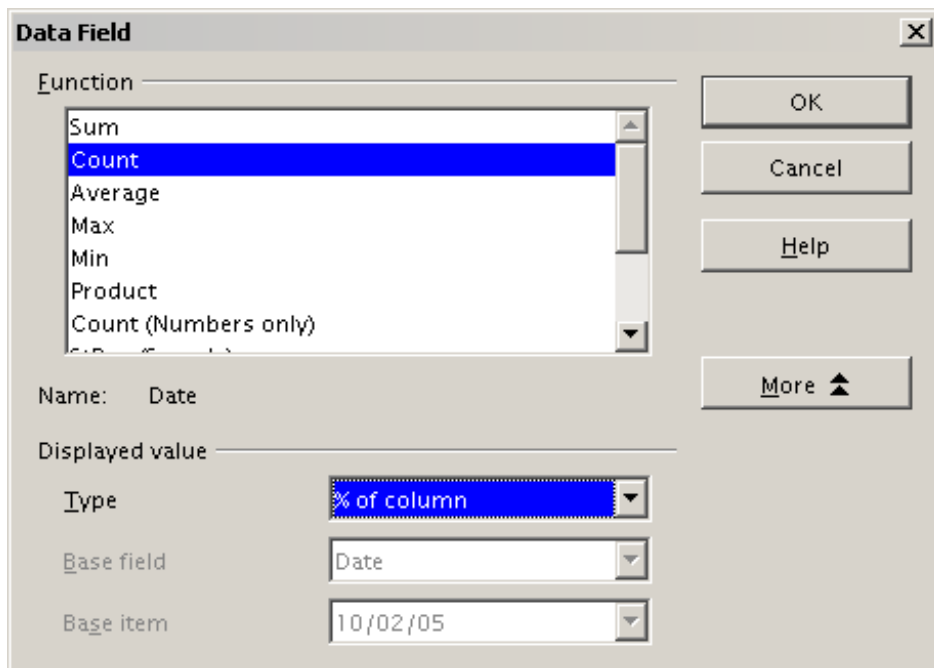 Data Field
Function
OK
Sum
Count
Cancel
Average
Max
Help
Min
Product
Count (Numbers only)
More
Name: Date
Displayed value
Type % of column
Base field Date
Base item 10/02/05